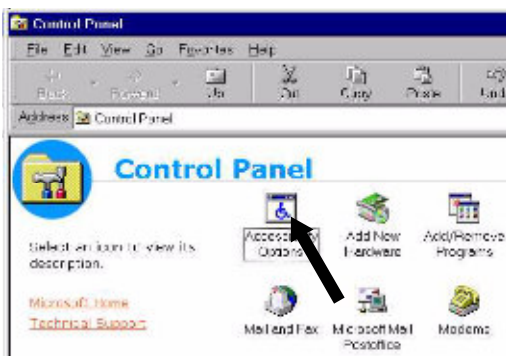 Control Panel
File Edit View Go Favorites Help
Back Forward Up Cut Copy Paste Und
Address Control Panel
Control Panel
Accessibility Options
Add New Hardware
Add/Remove Programs
Select an icon to view its
description.
Microsoft Home
Technical Support
Mail and Fax
Microsoft Mail Postoffice
Modems